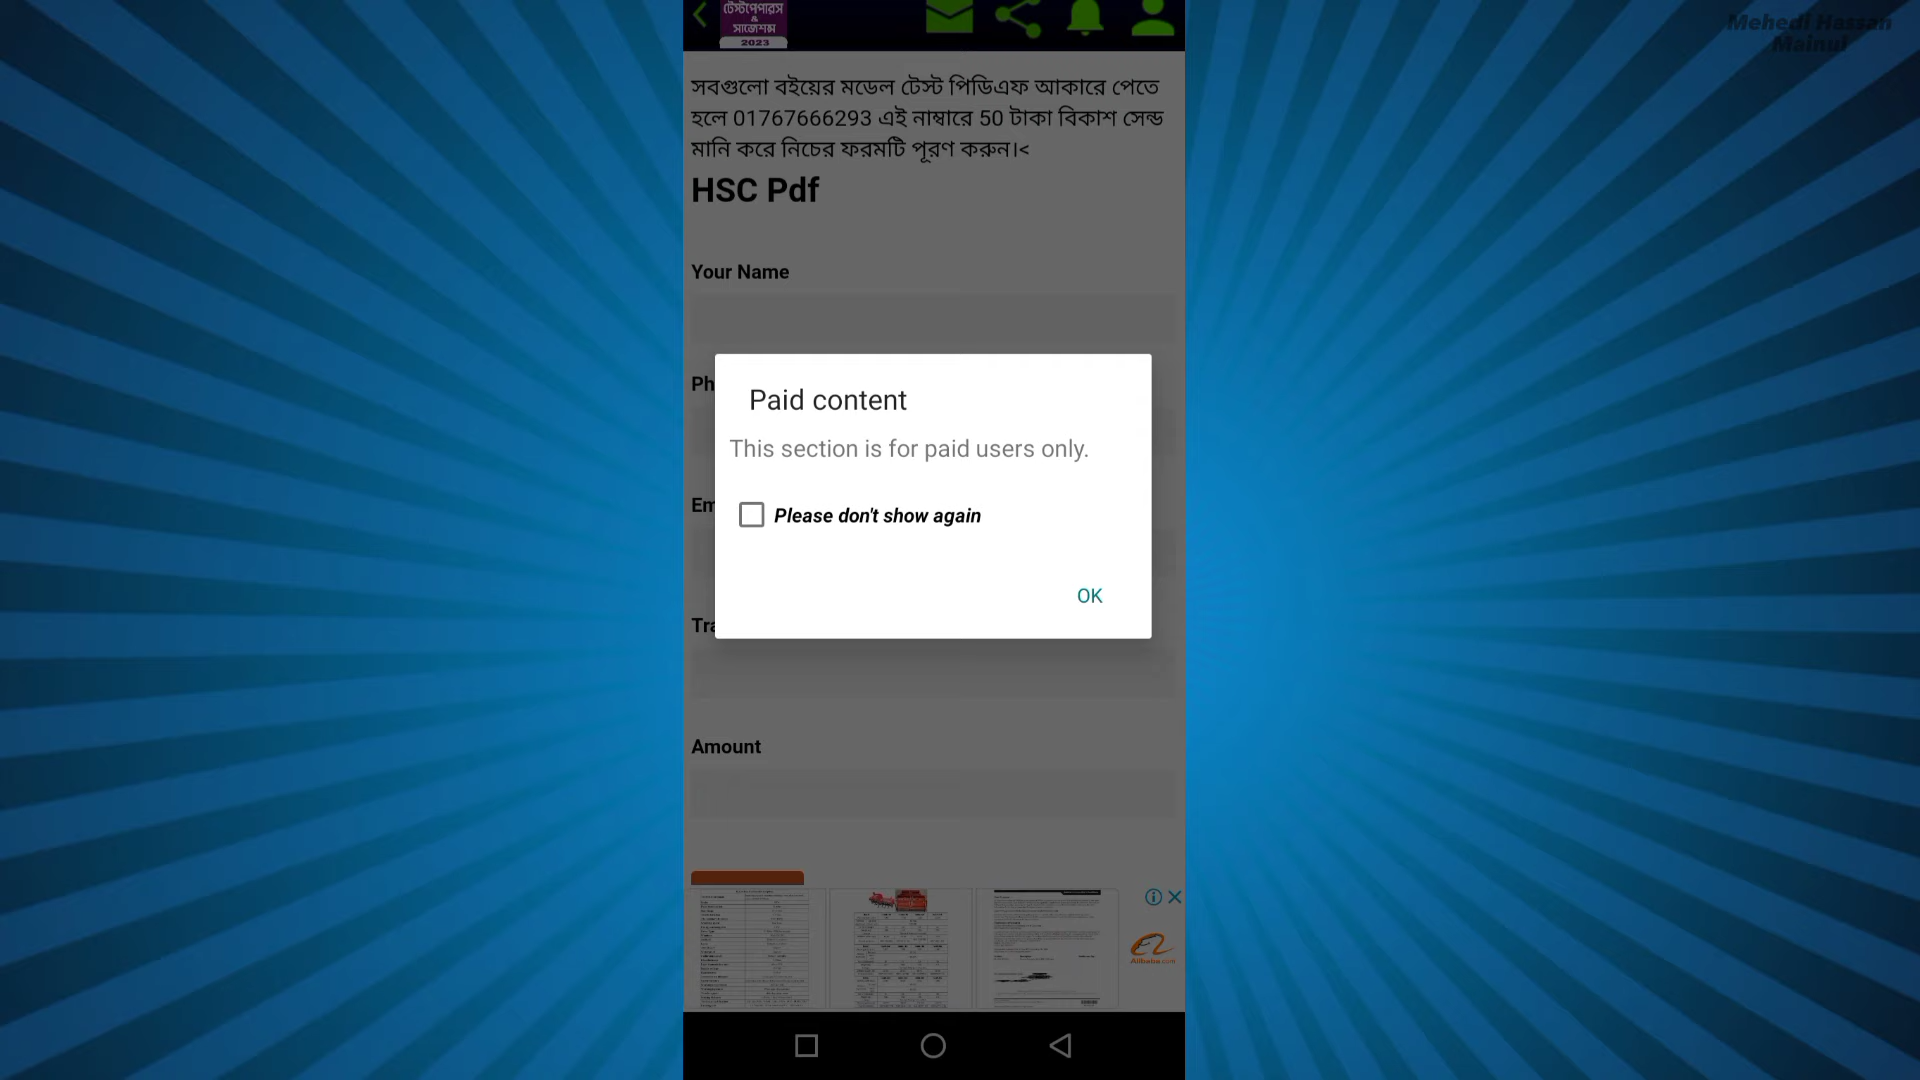 Mehedi Hassan
Mainul
টেস্টপেপারস
&
সাজেশন্স
2023
সবগুলো বইয়ের মডেল টেস্ট পিডিএফ আকারে পেতে
হলে 01767666293 এই নাম্বারে 50 টাকা বিকাশ সেন্ড
মানি করে নিচের ফরমটি পূরণ করুন।<
HSC Pdf
Your Name
Ph
Paid content
This section is for paid users only.
Em
Please don't show again
OK
Tra
Amount
Alibaba.com